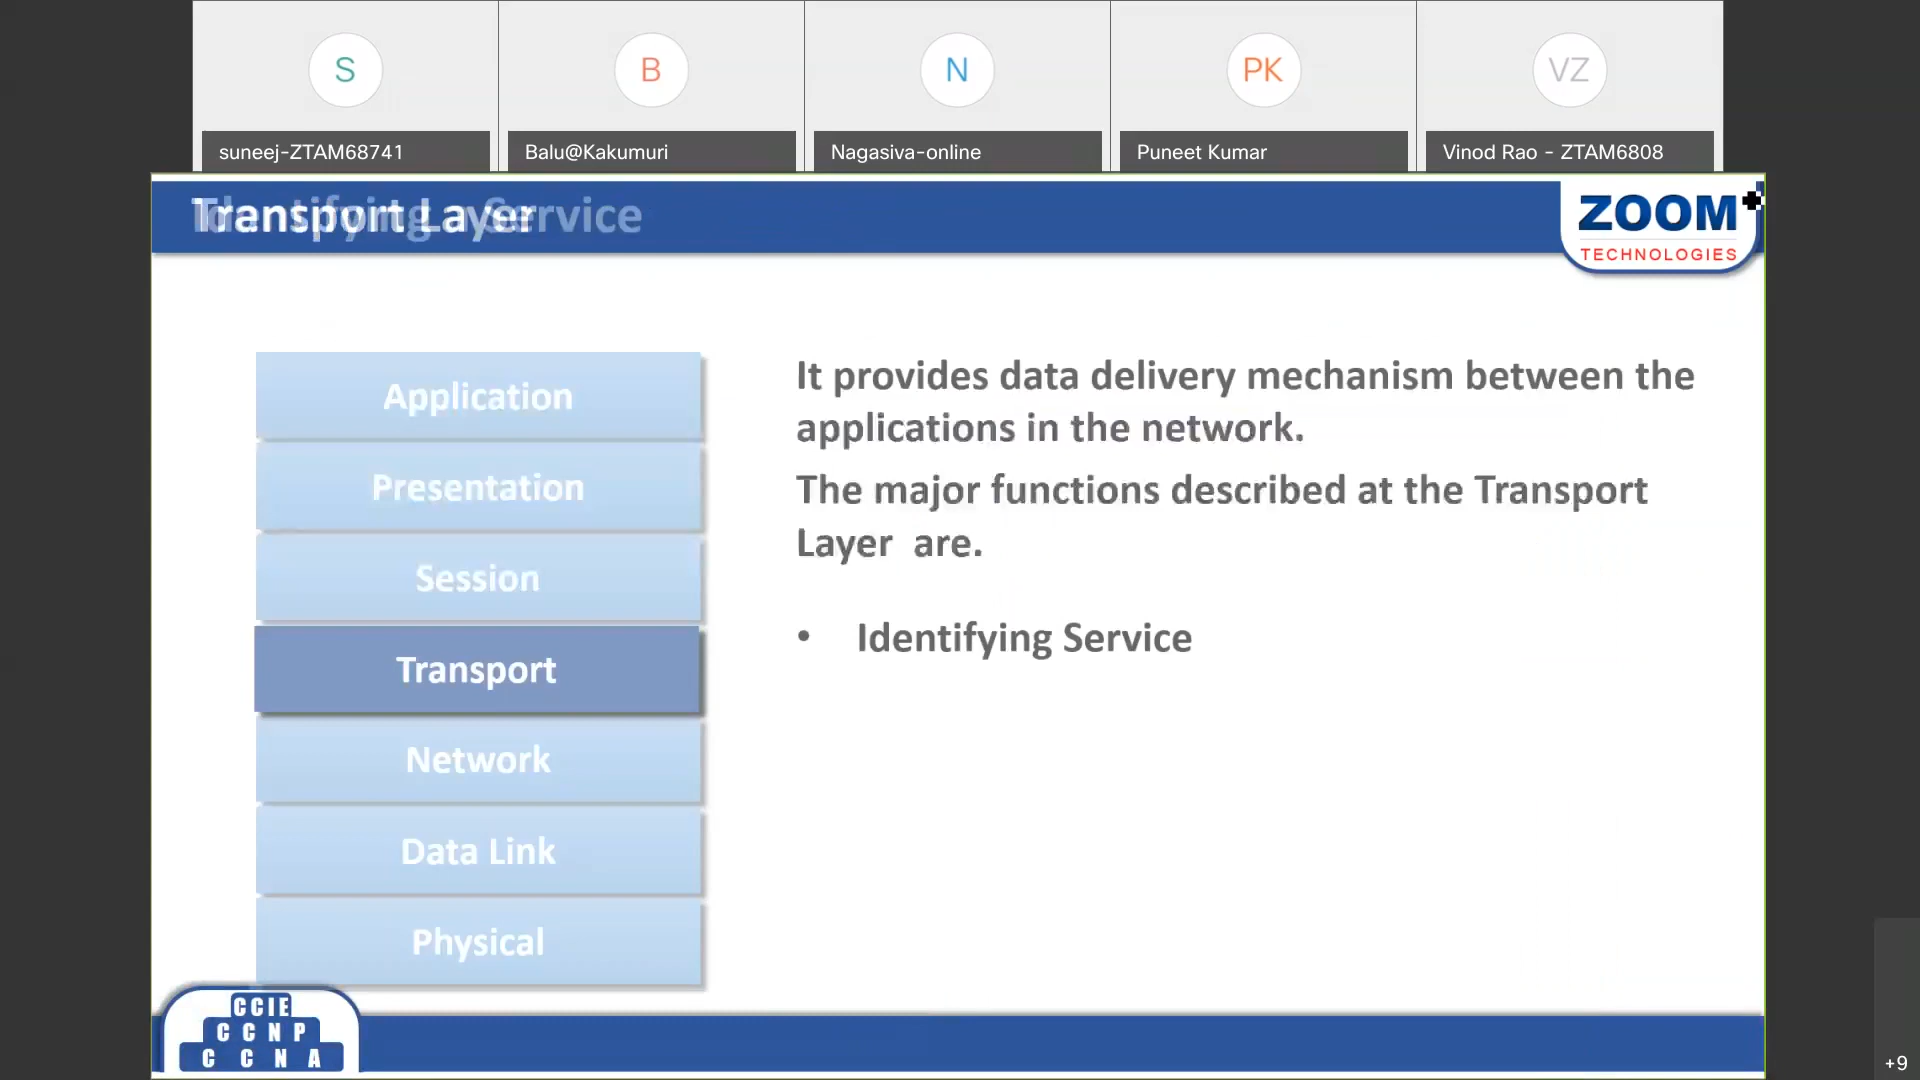 S
B
N
PK
VZ
suneej-ZTAM68741
Balu@Kakumuri
Nagasiva-online
Puneet Kumar
Vinod Rao - ZTAM6808
Transport Layer
Identifying a Service
ZOOM
TECHNOLOGIES
Application
Presentation
Session
Transport
Network
Data Link
Physical
It provides data delivery mechanism between the
applications in the network.
The major functions described at the Transport
Layer  are.
• Identifying Service
CCIE
CCNP
CCNA
+9